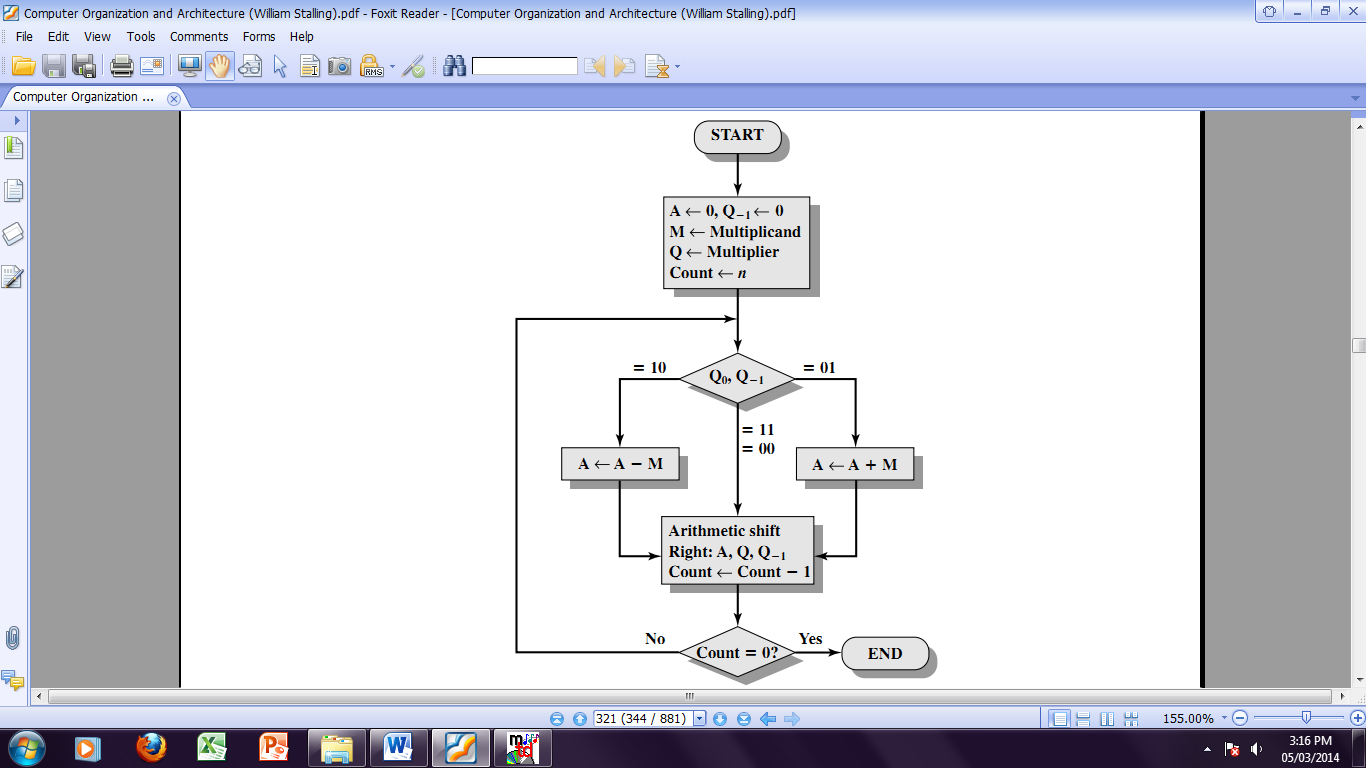 Computer Organization and Architecture (William Stalling).pdf - Foxit Reader - [Computer Organization and Architecture (William Stalling).pdf]
File Edit View Tools Comments Forms Help
RMS
Computer Organization ...
START
A ← 0, Q₋₁ ← 0
M ← Multiplicand
Q ← Multiplier
Count ← n
= 10
Q₀, Q₋₁
= 01
= 11
= 00
A ← A − M
A ← A + M
Arithmetic shift
Right: A, Q, Q₋₁
Count ← Count − 1
No
Count = 0?
Yes
END
321 (344 / 881)
155.00%
3:16 PM
05/03/2014